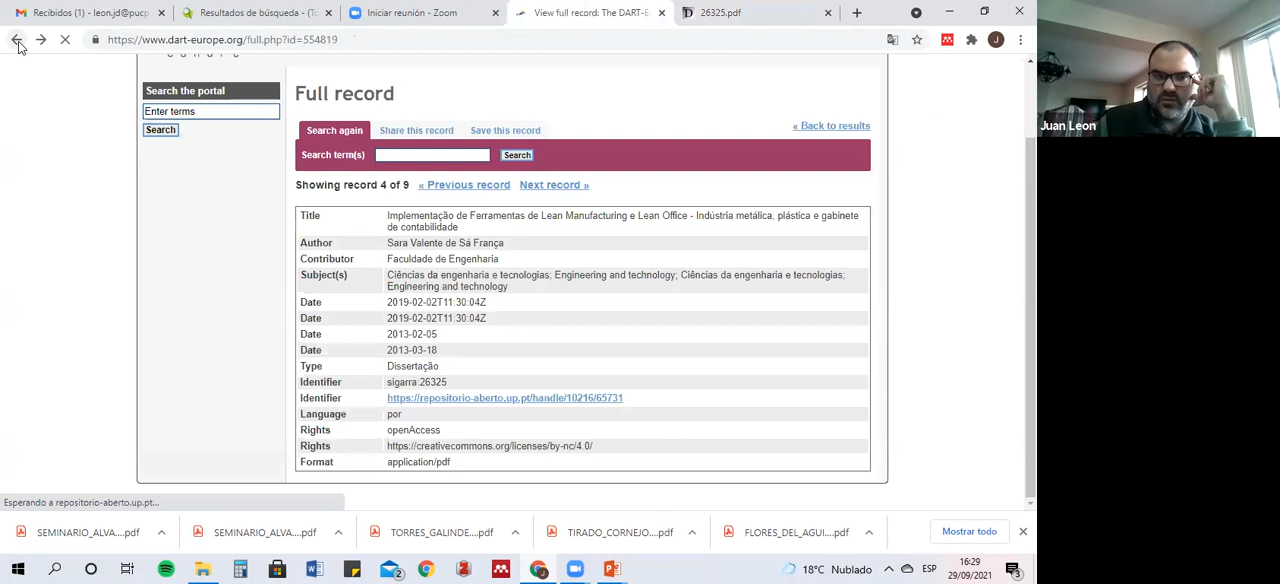 Recibidos (1) - leon.jd@pucp
Resultados de búsqueda - (To
Iniciar reunión - Zoom
View full record: The DART-E
26325.pdf
https://www.dart-europe.org/full.php?id=554819
J
Juan Leon
Search the portal
Enter terms
Search
Full record
Search again
Share this record
Save this record
« Back to results
Search term(s)
Search
Showing record 4 of 9
« Previous record
Next record »
Title Implementação de Ferramentas de Lean Manufacturing e Lean Office - Indústria metálica, plástica e gabinete
de contabilidade
Author Sara Valente de Sá França
Contributor Faculdade de Engenharia
Subject(s) Ciências da engenharia e tecnologias; Engineering and technology; Ciências da engenharia e tecnologias;
Engineering and technology
Date 2019-02-02T11:30:04Z
Date 2019-02-02T11:30:04Z
Date 2013-02-05
Date 2013-03-18
Type Dissertação
Identifier sigarra:26325
Identifier https://repositorio-aberto.up.pt/handle/10216/65731
Language por
Rights openAccess
Rights https://creativecommons.org/licenses/by-nc/4.0/
Format application/pdf
Esperando a repositorio-aberto.up.pt...
SEMINARIO_ALVA....pdf
SEMINARIO_ALVA....pdf
TORRES_GALINDE....pdf
TIRADO_CORNEJO....pdf
FLORES_DEL_AGUI....pdf
Mostrar todo
2
18°C Nublado
ESP
16:29
29/09/2021
3